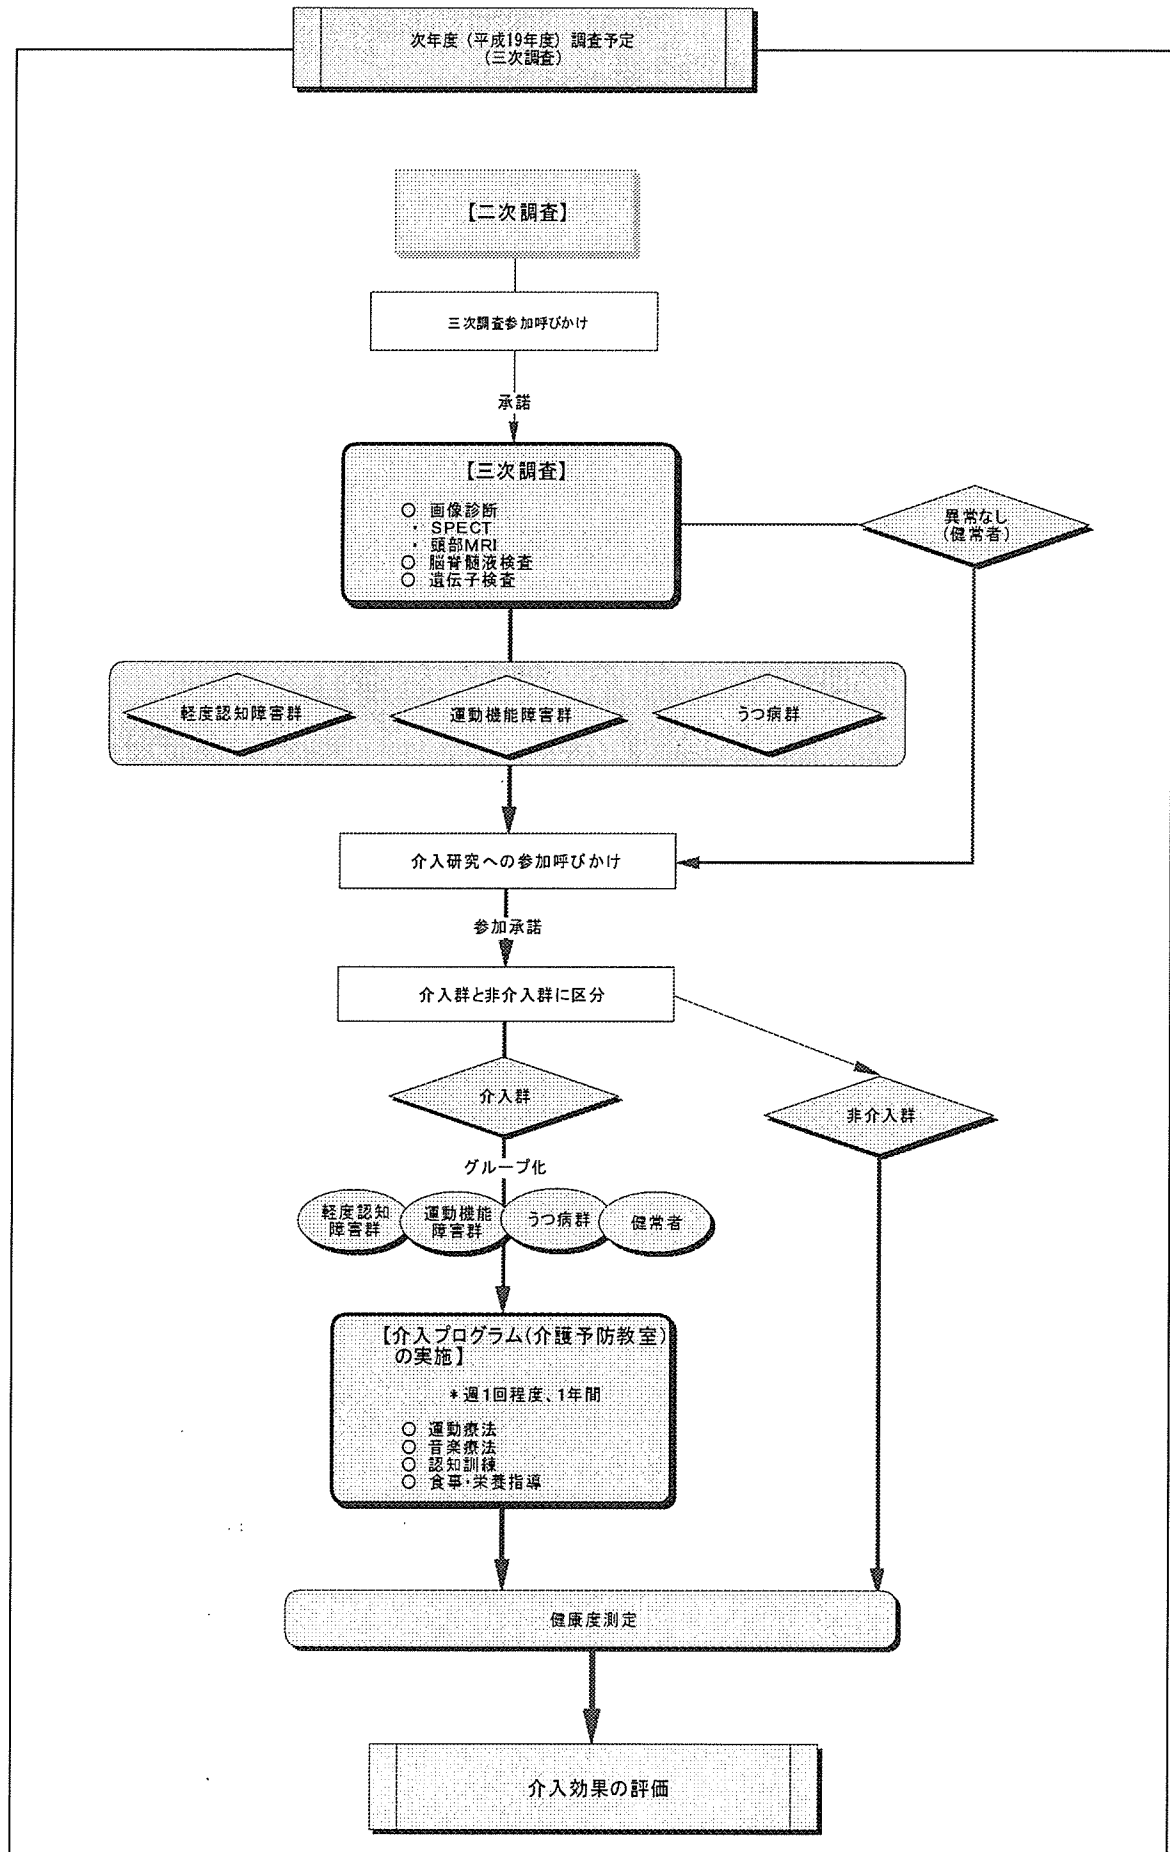 次年度（平成19年度）調査予定
(三次調査)
【二次調査】
三次調査参加呼びかけ
承諾
【三次調査】
○ 画像診断
・ SPECT
・ 頭部MRI
○ 脳脊髄液検査
○ 遺伝子検査
異常なし
(健常者)
軽度認知障害群
運動機能障害群
うつ病群
介入研究への参加呼びかけ
参加承諾
介入群と非介入群に区分
介入群
非介入群
グループ化
軽度認知
障害群
運動機能
障害群
うつ病群
健常者
【介入プログラム(介護予防教室)
の実施】
*週1回程度、1年間
○ 運動療法
○ 音楽療法
○ 認知訓練
○ 食事・栄養指導
健康度測定
介入効果の評価